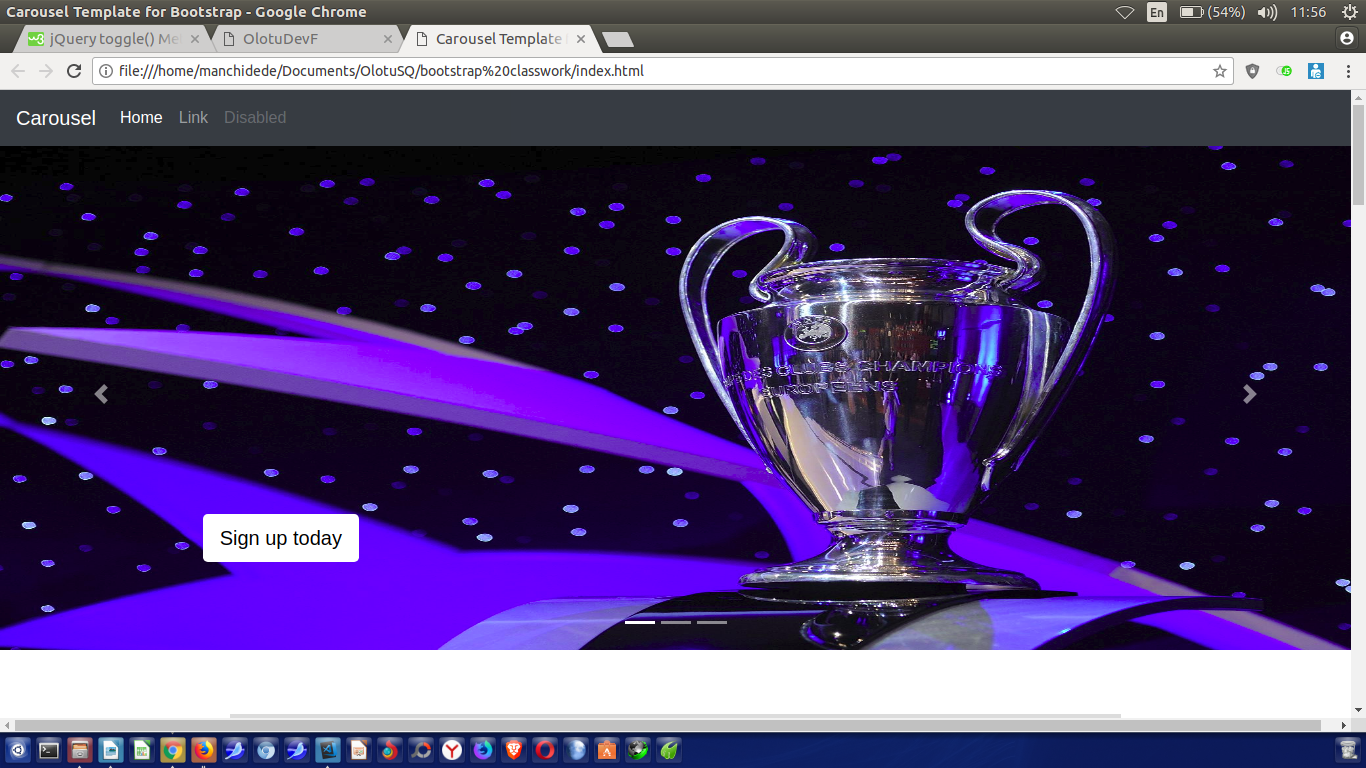 Carousel Template for Bootstrap - Google Chrome
En
(54%)
11:56
jQuery toggle() Me
OlotuDevF
Carousel Template
file:///home/manchidede/Documents/OlotuSQ/bootstrap%20classwork/index.html
Carousel
Home
Link
Disabled
CLUBS CHAMPIONS
EUROPEENS
Sign up today